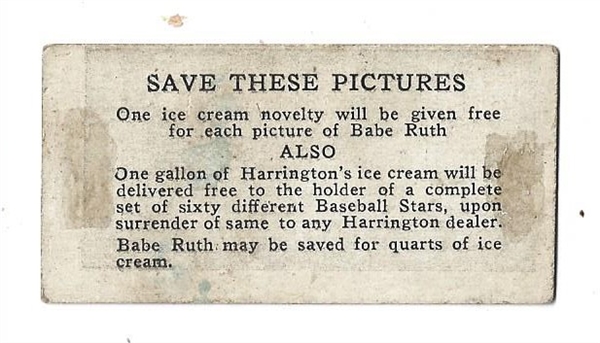 SAVE THESE PICTURES
One ice cream novelty will be given free
for each picture of Babe Ruth
ALSO
One gallon of Harrington's ice cream will be
delivered free to the holder of a complete
set of sixty different Baseball Stars, upon
surrender of same to any Harrington dealer.
Babe Ruth may be saved for quarts of ice
cream.